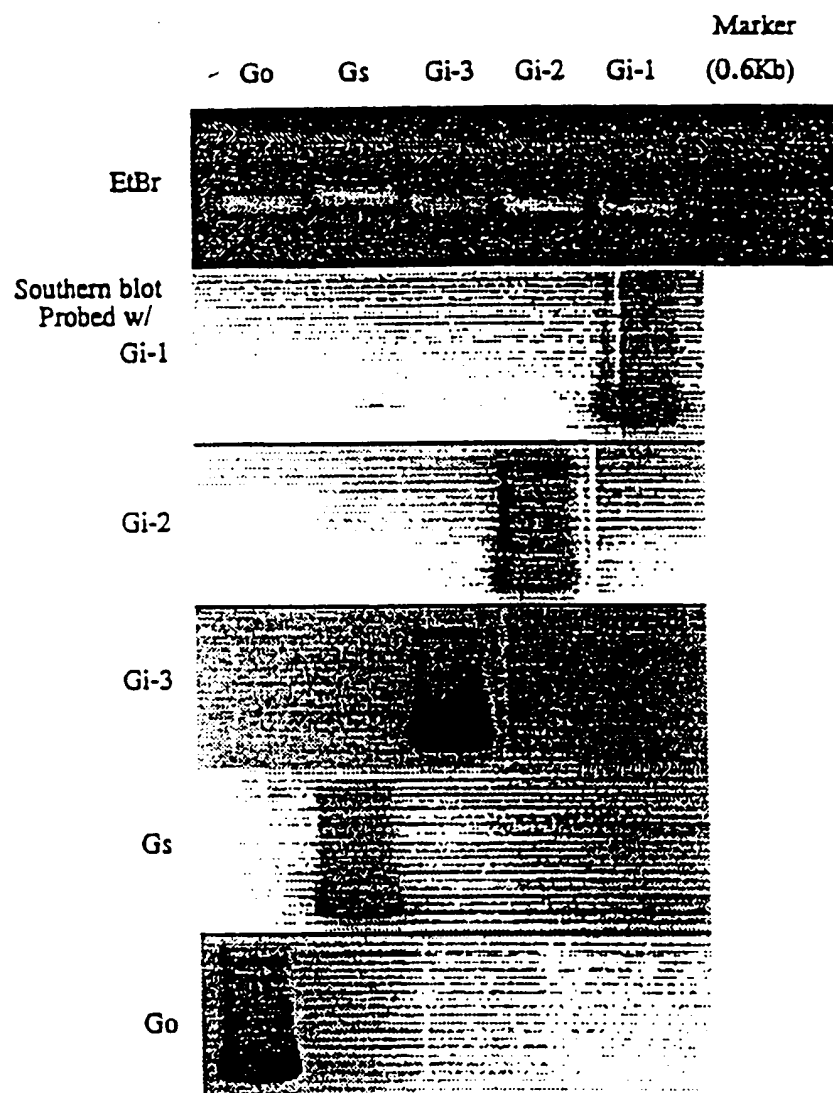 Marker
Go Gs Gi-3 Gi-2 Gi-1 (0.6Kb)
EtBr
Southern blot
Probed w/
Gi-1
Gi-2
Gi-3
Gs
Go